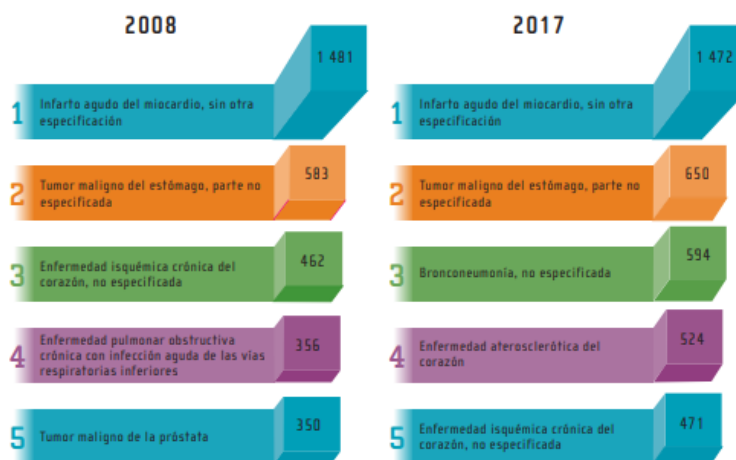 2008
1 481
1
Infarto agudo del miocardio, sin otra
especificación
583
2
Tumor maligno del estómago, parte no
especificada
462
3
Enfermedad isquémica crónica del
corazón, no especificada
356
4
Enfermedad pulmonar obstructiva
crónica con infección aguda de las vías
respiratorias inferiores
350
5
Tumor maligno de la próstata
2017
1 472
1
Infarto agudo del miocardio, sin otra
especificación
650
2
Tumor maligno del estómago, parte no
especificada
594
3
Bronconeumonía, no especificada
524
4
Enfermedad aterosclerótica del
corazón
471
5
Enfermedad isquémica crónica del
corazón, no especificada